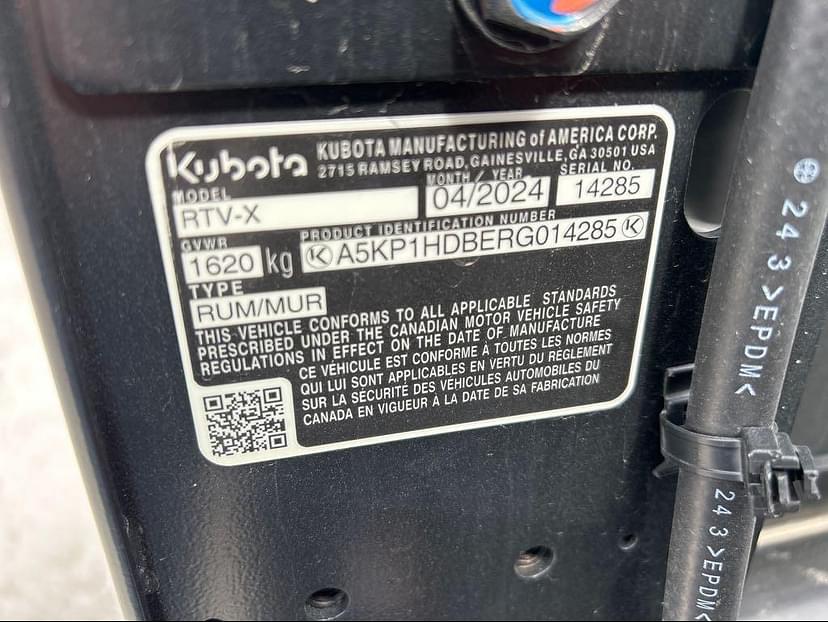 Kubota KUBOTA MANUFACTURING of AMERICA CORP.
2715 RAMSEY ROAD, GAINESVILLE, GA 30501 USA
MODEL MONTH / YEAR SERIAL NO.
RTV-X 04/2024 14285
GVWR PRODUCT IDENTIFICATION NUMBER
1620 kg A5KP1HDBERG014285
TYPE
RUM/MUR
THIS VEHICLE CONFORMS TO ALL APPLICABLE STANDARDS
PRESCRIBED UNDER THE CANADIAN MOTOR VEHICLE SAFETY
REGULATIONS IN EFFECT ON THE DATE OF MANUFACTURE
CE VÉHICULE EST CONFORME À TOUTES LES NORMES
QUI LUI SONT APPLICABLES EN VERTU DU RÈGLEMENT
SUR LA SÉCURITÉ DES VÉHICULES AUTOMOBILES DU
CANADA EN VIGUEUR À LA DATE DE SA FABRICATION
24 3 >EPDM<
24 3 >EPDM<